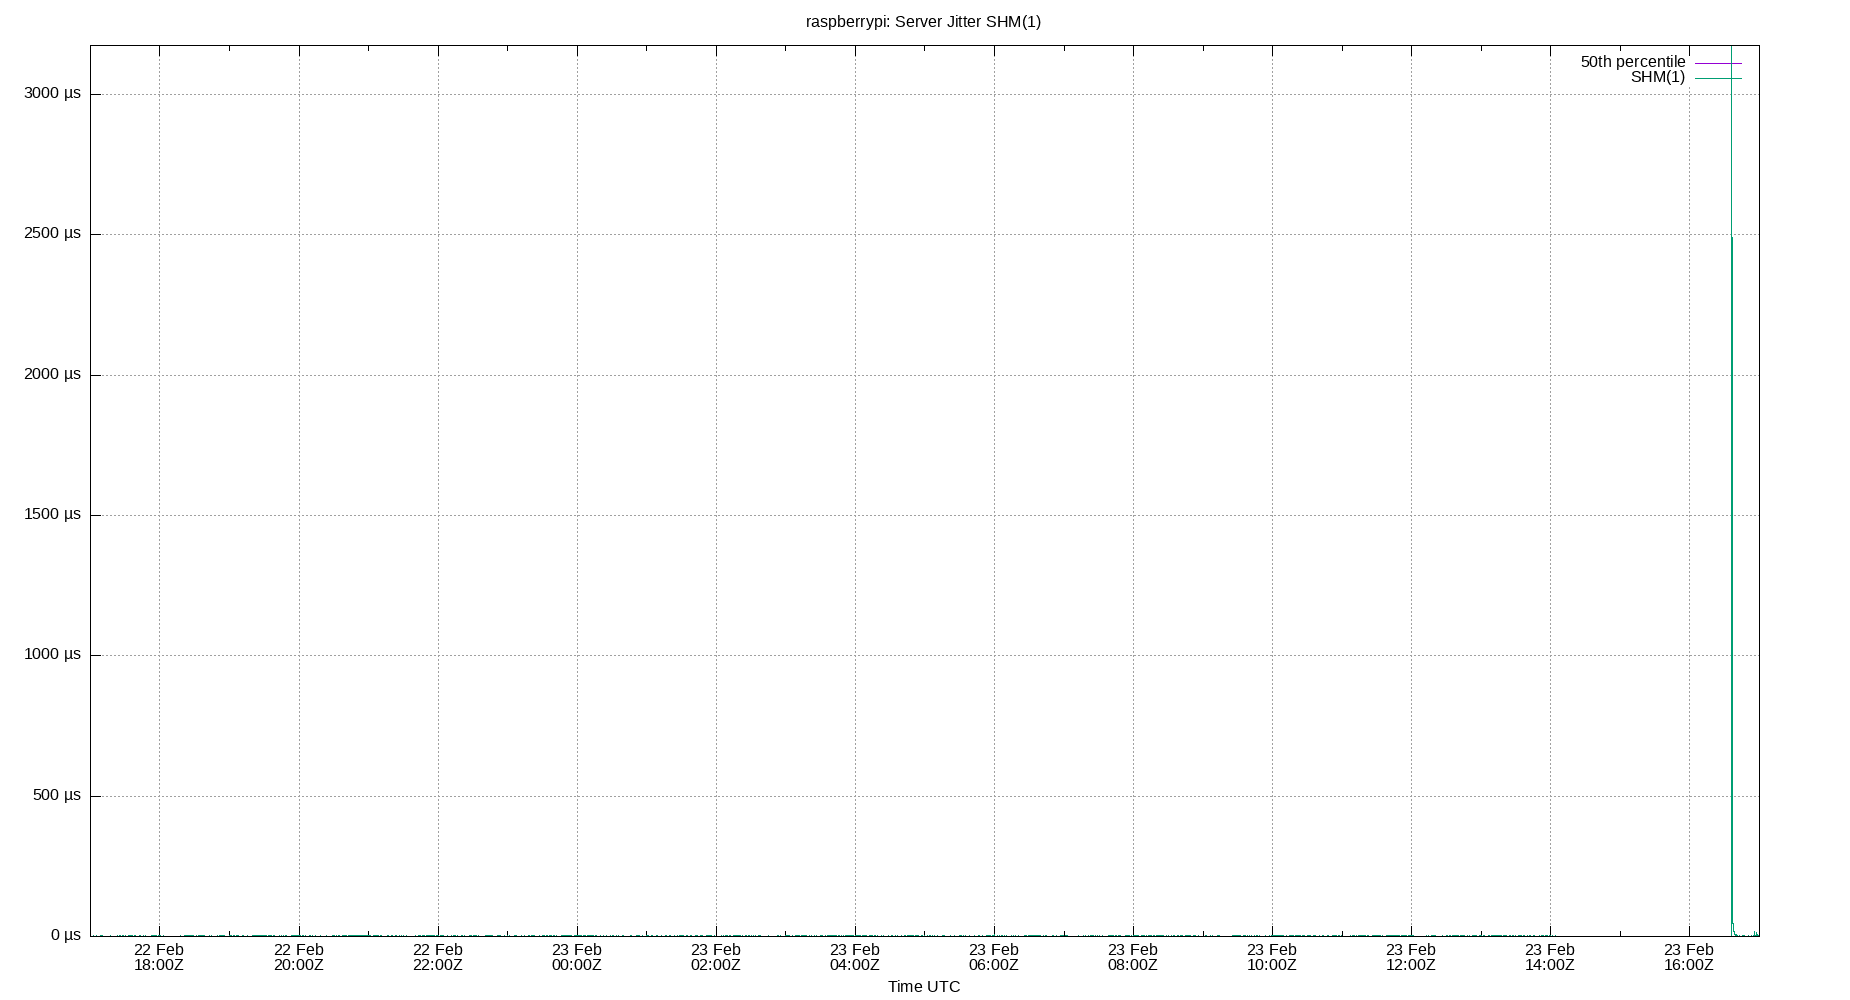 raspberrypi: Server Jitter SHM(1)
50th percentile
SHM(1)
3000 µs
2500 µs
2000 µs
1500 µs
1000 µs
500 µs
0 µs
22 Feb 22 Feb 22 Feb 23 Feb 23 Feb 23 Feb 23 Feb 23 Feb 23 Feb 23 Feb 23 Feb 23 Feb
18:00Z 20:00Z 22:00Z 00:00Z 02:00Z 04:00Z 06:00Z 08:00Z 10:00Z 12:00Z 14:00Z 16:00Z
Time UTC